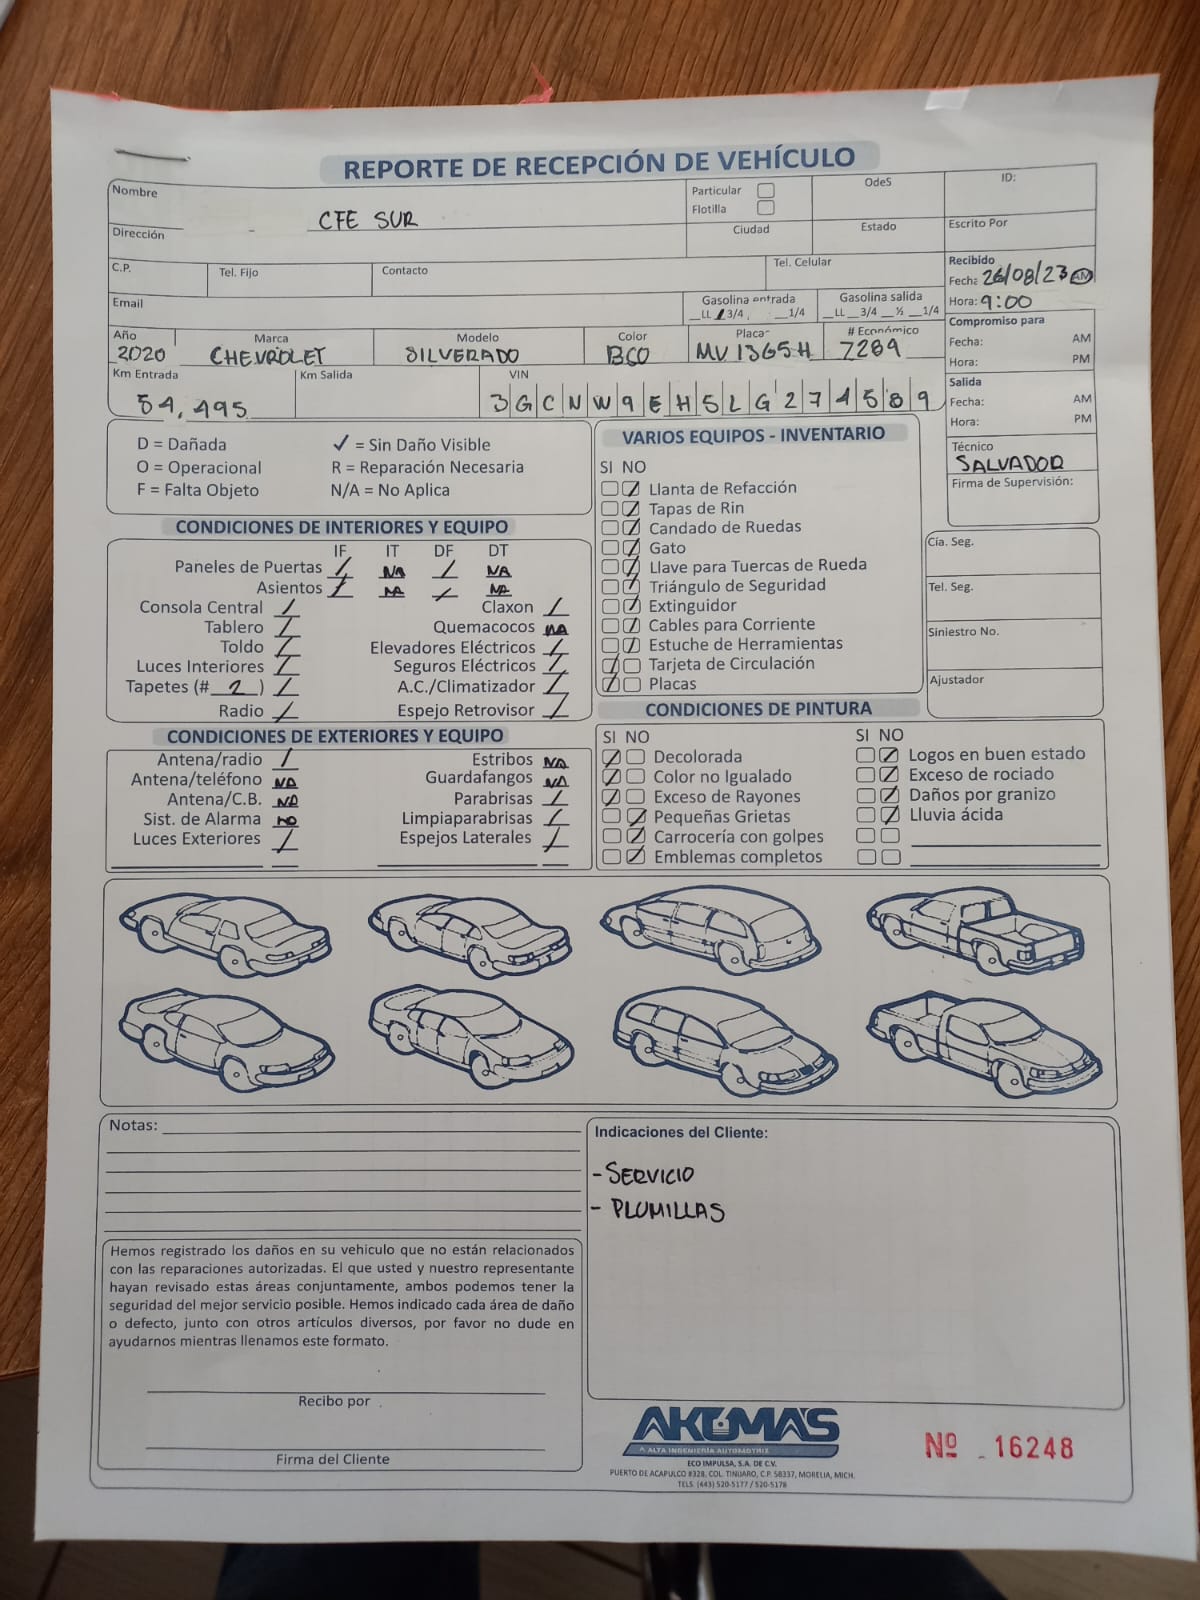 REPORTE DE RECEPCIÓN DE VEHÍCULO
Nombre
CFE SUR
Particular
Flotilla
OdeS
ID:
Dirección
Ciudad
Estado
Escrito Por
C.P.
Tel. Fijo
Contacto
Tel. Celular
Recibido
Fecha 26/08/23 AM
Hora: 9:00
Email
Gasolina entrada
__LL 3/4 __1/4
Gasolina salida
__LL __3/4 __½ __1/4
Compromiso para
Fecha: AM
Hora: PM
Año Marca Modelo Color Placas # Económico
2020 CHEVROLET SILVERADO BCO MV1365H 7289
Km Entrada Km Salida VIN
54,495 3GCNW9EH5LG274589
Salida
Fecha: AM
Hora: PM
Técnico
SALVADOR
Firma de Supervisión:
D = Dañada ✓ = Sin Daño Visible
O = Operacional R = Reparación Necesaria
F = Falta Objeto N/A = No Aplica
CONDICIONES DE INTERIORES Y EQUIPO
IF IT DF DT
Paneles de Puertas / NA / NA
Asientos / NA / NA
Consola Central / Claxon /
Tablero / Quemacocos NA
Toldo / Elevadores Eléctricos /
Luces Interiores / Seguros Eléctricos /
Tapetes (# 2 ) / A.C./Climatizador /
Radio / Espejo Retrovisor /
VARIOS EQUIPOS - INVENTARIO
SI NO
Llanta de Refacción
Tapas de Rin
Candado de Ruedas
Gato
Llave para Tuercas de Rueda
Triángulo de Seguridad
Extinguidor
Cables para Corriente
Estuche de Herramientas
Tarjeta de Circulación
Placas
Cía. Seg.
Tel. Seg.
Siniestro No.
Ajustador
CONDICIONES DE EXTERIORES Y EQUIPO
Antena/radio / Estribos NA
Antena/teléfono NA Guardafangos NA
Antena/C.B. NA Parabrisas /
Sist. de Alarma NO Limpiaparabrisas /
Luces Exteriores / Espejos Laterales /
CONDICIONES DE PINTURA
SI NO SI NO
Decolorada Logos en buen estado
Color no Igualado Exceso de rociado
Exceso de Rayones Daños por granizo
Pequeñas Grietas Lluvia ácida
Carrocería con golpes
Emblemas completos
Notas:
Indicaciones del Cliente:
- SERVICIO
- PLUMILLAS
Hemos registrado los daños en su vehiculo que no están relacionados
con las reparaciones autorizadas. El que usted y nuestro representante
hayan revisado estas áreas conjuntamente, ambos podemos tener la
seguridad del mejor servicio posible. Hemos indicado cada área de daño
o defecto, junto con otros artículos diversos, por favor no dude en
ayudarnos mientras llenamos este formato.
Recibo por
Firma del Cliente
AKUMA'S
ALTA INGENIERÍA AUTOMOTRIZ
ECO IMPULSA, S.A. DE C.V.
PUERTO DE ACAPULCO #328, COL. TINIJARO, C.P. 58337, MORELIA, MICH.
TELS. (443) 520-5177 / 520-5178
Nº 16248